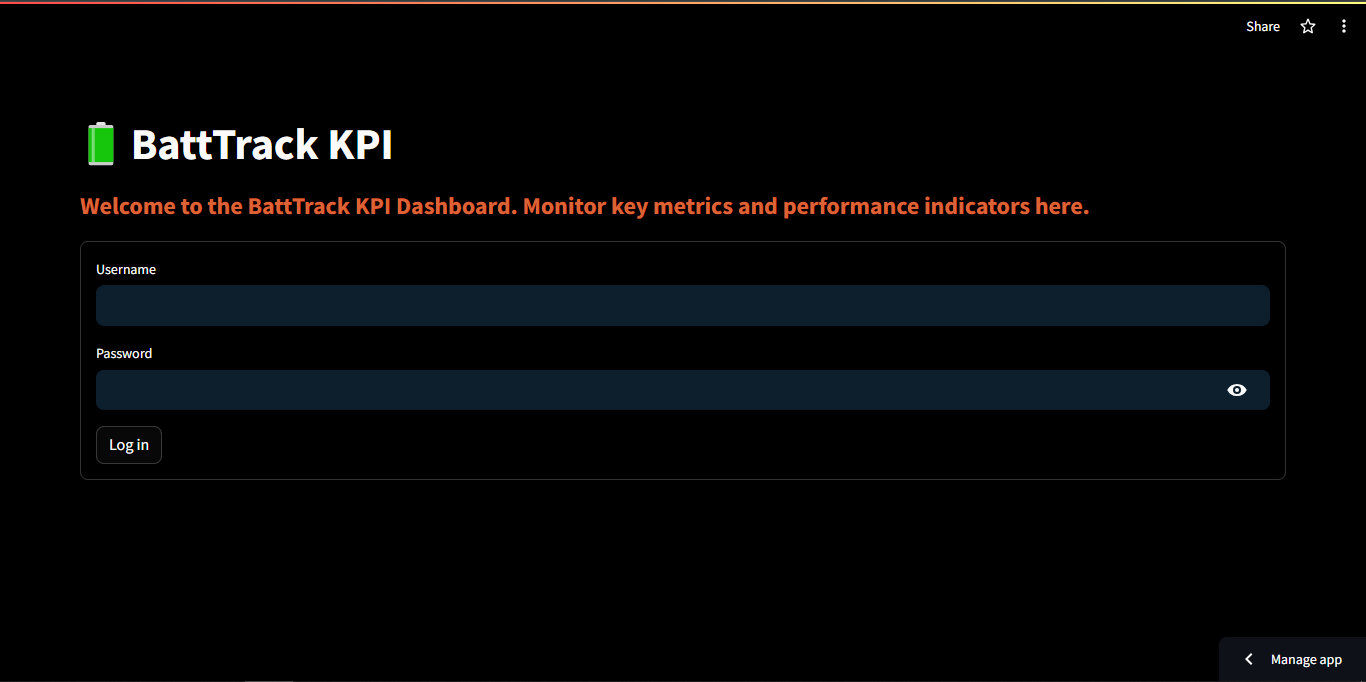 Share
BattTrack KPI
Welcome to the BattTrack KPI Dashboard. Monitor key metrics and performance indicators here.
Username
Password
Log in
Manage app